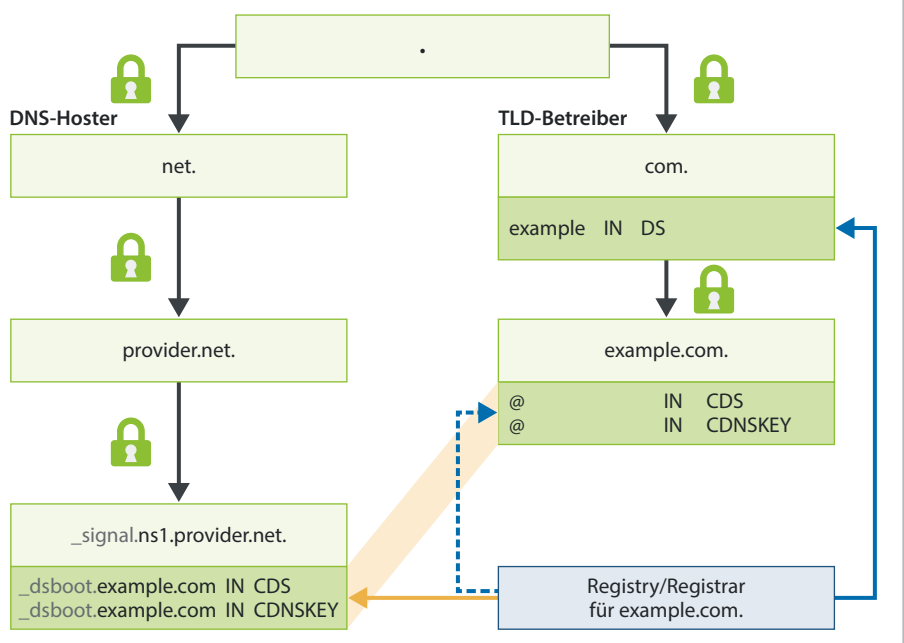 .
DNS-Hoster
TLD-Betreiber
net.
com.
example IN DS
provider.net.
example.com.
@ IN CDS
@ IN CDNSKEY
_signal.ns1.provider.net.
_dsboot.example.com IN CDS
_dsboot.example.com IN CDNSKEY
Registry/Registrar
für example.com.